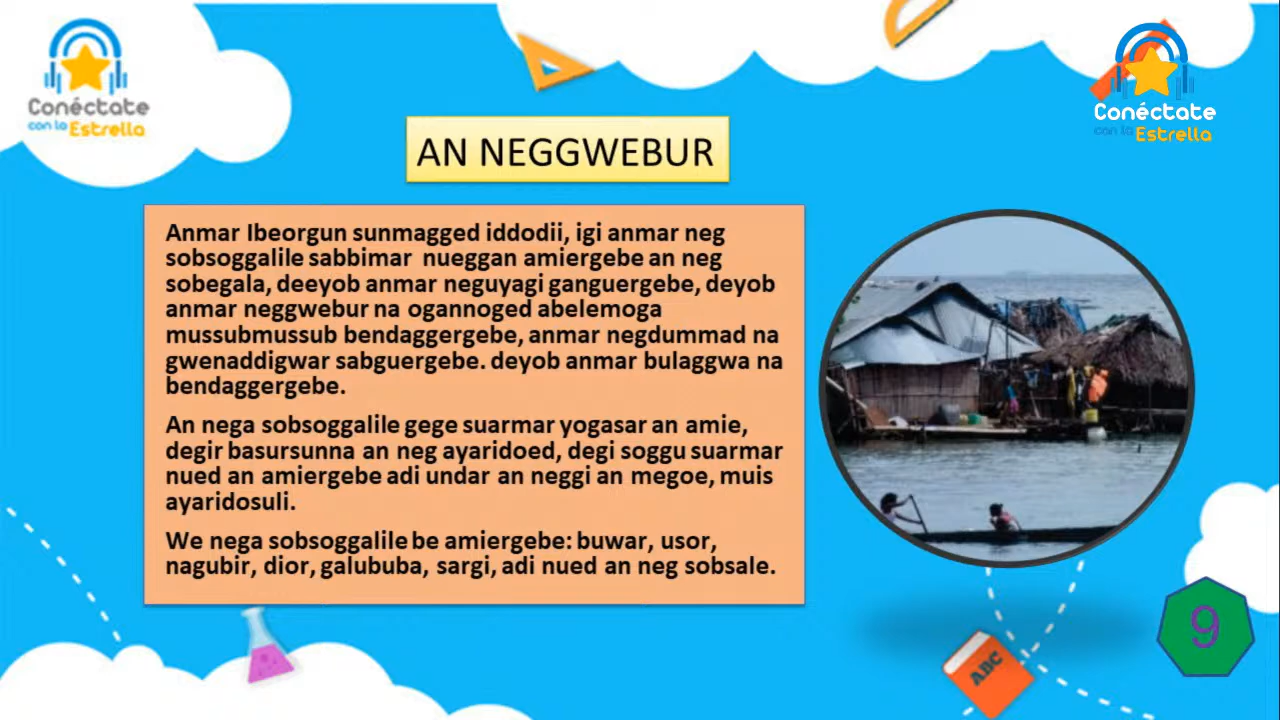 Conéctate
con la Estrella
Conéctate
con la Estrella
AN NEGGWEBUR
Anmar Ibeorgun sunmagged iddodii, igi anmar neg
sobsoggalile sabbimar nueggan amiergebe an neg
sobegala, deeyob anmar neguyagi ganguergebe, deyob
anmar neggwebur na ogannoged abelemoga
mussubmussub bendaggergebe, anmar negdummad na
gwenaddigwar sabguergebe. deyob anmar bulaggwa na
bendaggergebe.
An nega sobsoggalile gege suarmar yogasar an amie,
degir basursunna an neg ayaridoed, degi soggu suarmar
nued an amiergebe adi undar an neggi an megoe, muis
ayaridosuli.
We nega sobsoggalile be amiergebe: buwar, usor,
nagubir, dior, galububa, sargi, adi nued an neg sobsale.
9
ABC